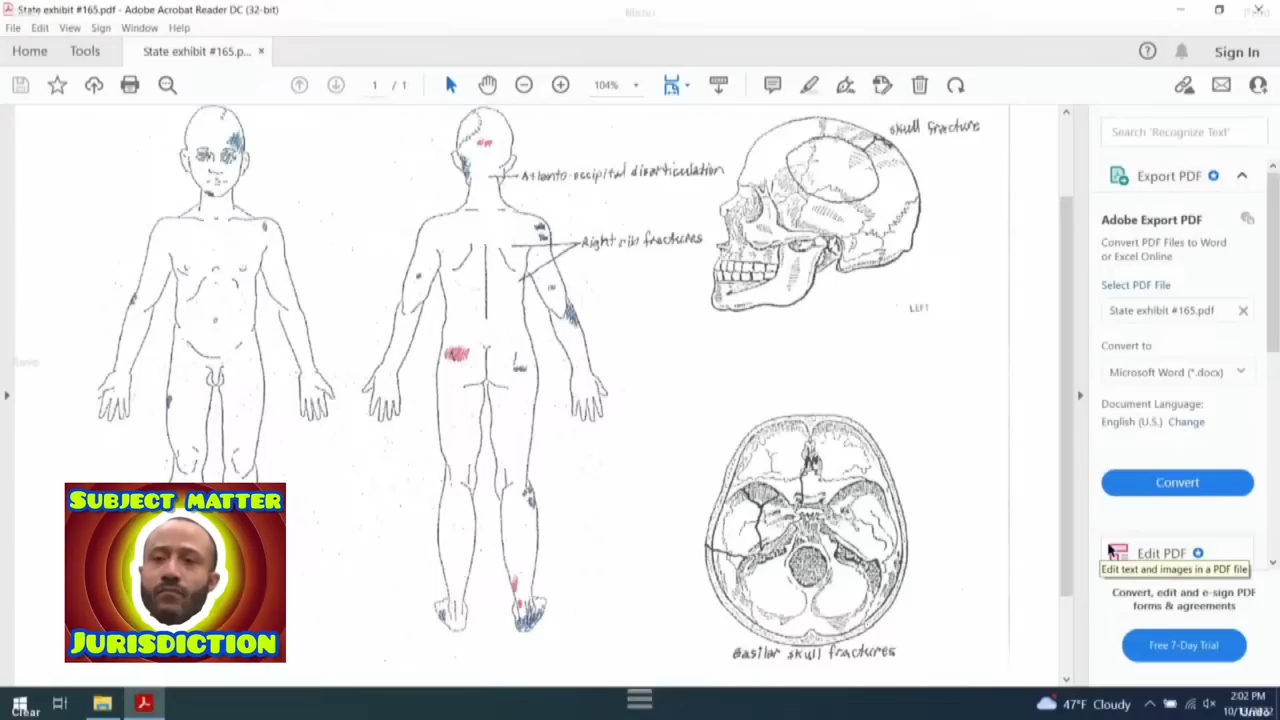 State exhibit #165.pdf - Adobe Acrobat Reader DC (32-bit)
Menu
File Edit View Sign Window Help
Home Tools State exhibit #165.p... × Sign In
1 / 1 104%
Search 'Recognize Text'
Skull fracture
Atlanto-occipital disarticulation
Export PDF
Adobe Export PDF
Convert PDF Files to Word
or Excel Online
Right rib fractures
Select PDF File
State exhibit #165.pdf
LEFT
Convert to
Microsoft Word (*.docx)
Document Language:
English (U.S.) Change
Convert
SUBJECT MATTER
JURISDICTION
Edit PDF
Edit text and images in a PDF file
Convert, edit and e-sign PDF
forms & agreements
Basilar skull fractures
Free 7-Day Trial
47°F Cloudy
2:02 PM
Clear
Undo